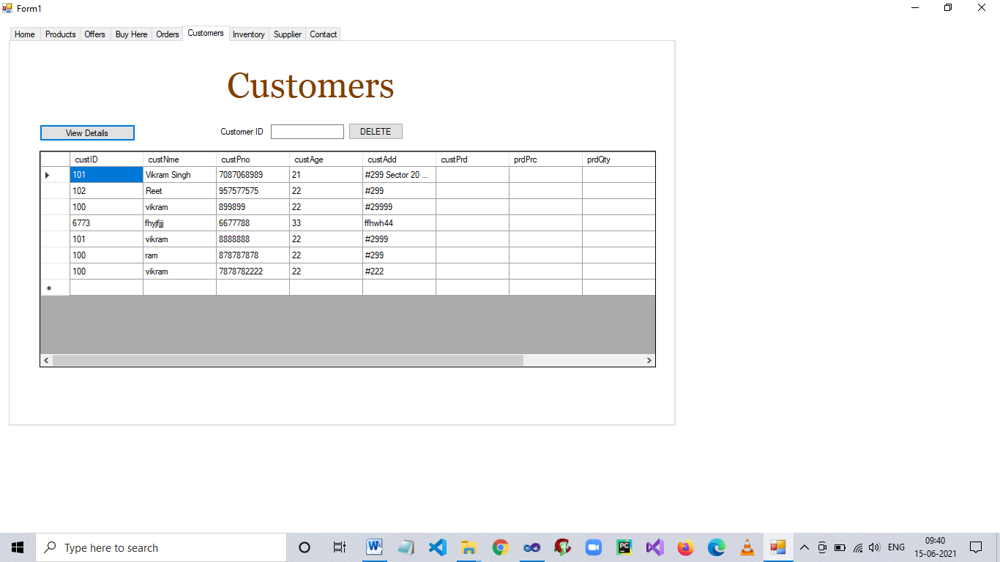 Form1
Home Products Offers Buy Here Orders Customers Inventory Supplier Contact
Customers
View Details Customer ID DELETE
custID custNme custPno custAge custAdd custPrd prdPrc prdQty
101 Vikram Singh 7087068989 21 #299 Sector 20 ...
102 Reet 957577575 22 #299
100 vikram 899899 22 #29999
6773 fhyjfjjj 6677788 33 ffhwh44
101 vikram 8888888 22 #2999
100 ram 878787878 22 #299
100 vikram 7878782222 22 #222
Type here to search
W
PC
ENG
09:40
15-06-2021